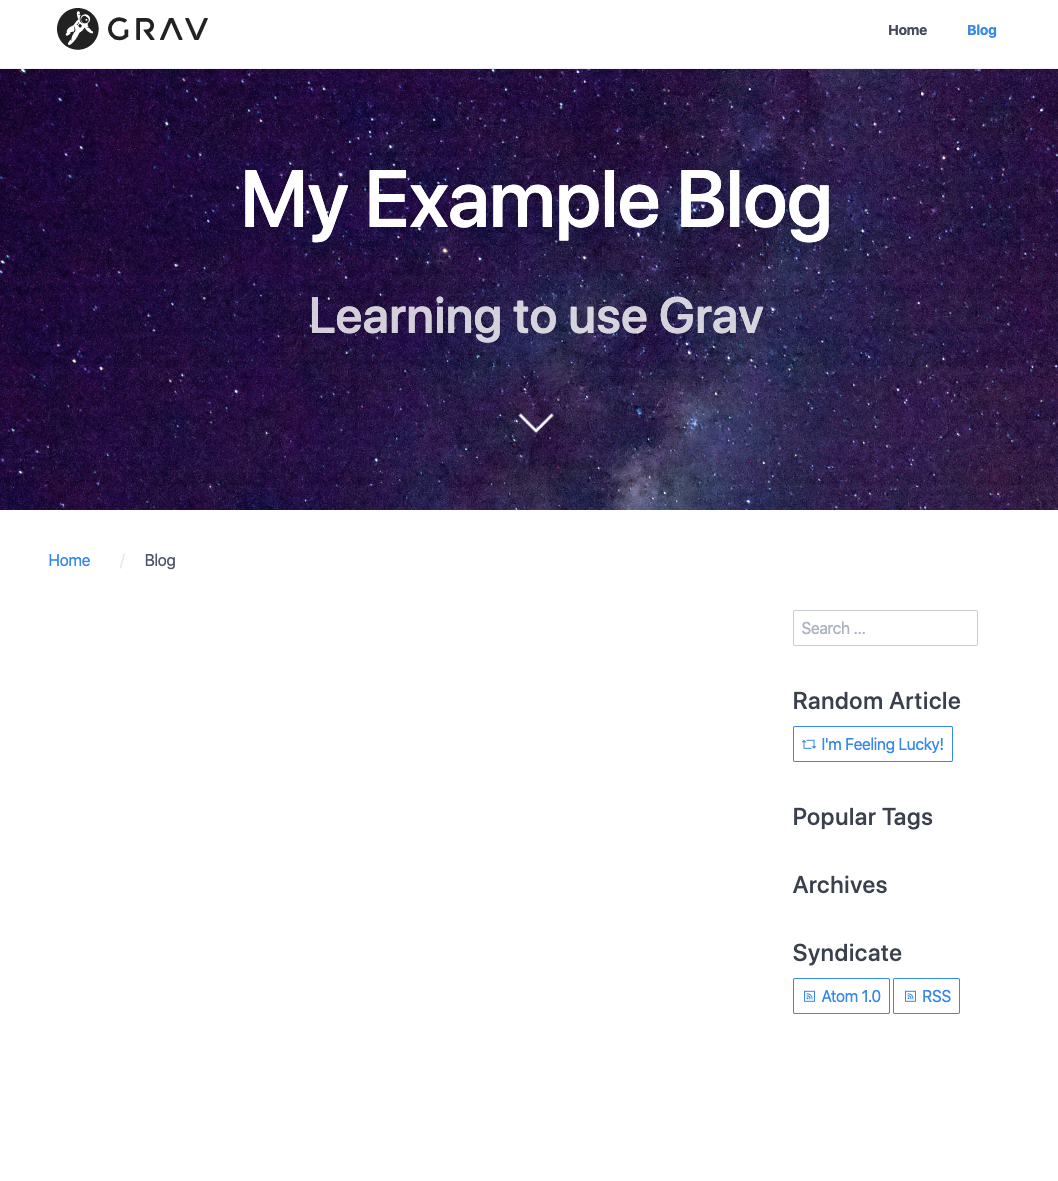 GRAV
Home
Blog
My Example Blog
Learning to use Grav
Home / Blog
Search ...
Random Article
I'm Feeling Lucky!
Popular Tags
Archives
Syndicate
Atom 1.0
RSS